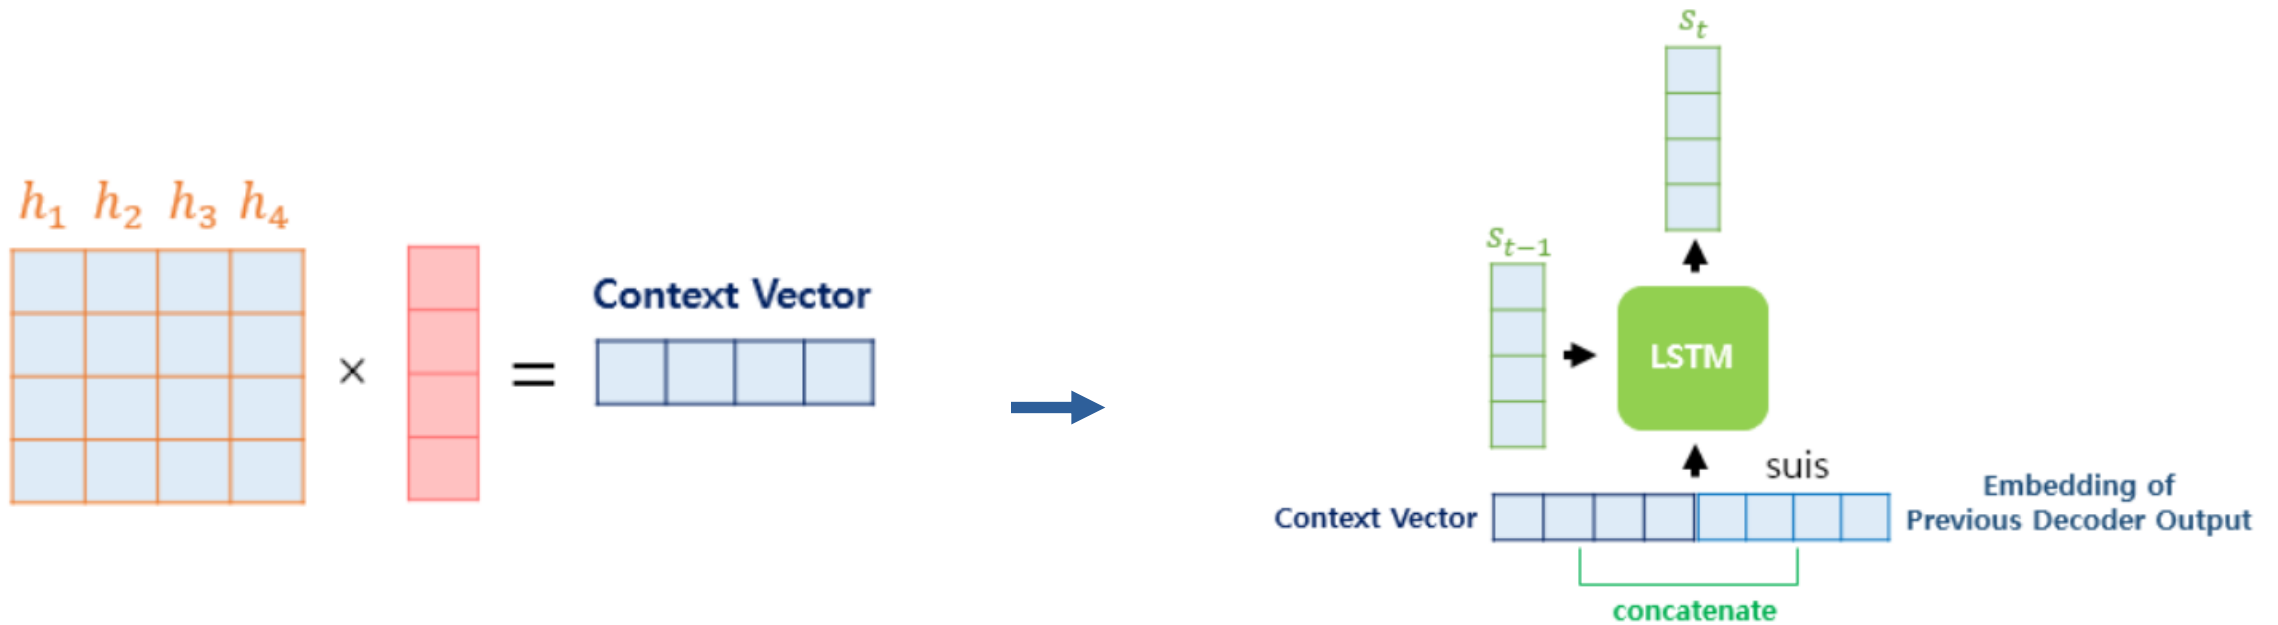 h₁ h₂ h₃ h₄
×
=
Context Vector
sₜ
sₜ₋₁
LSTM
suis
Context Vector
Embedding of
Previous Decoder Output
concatenate